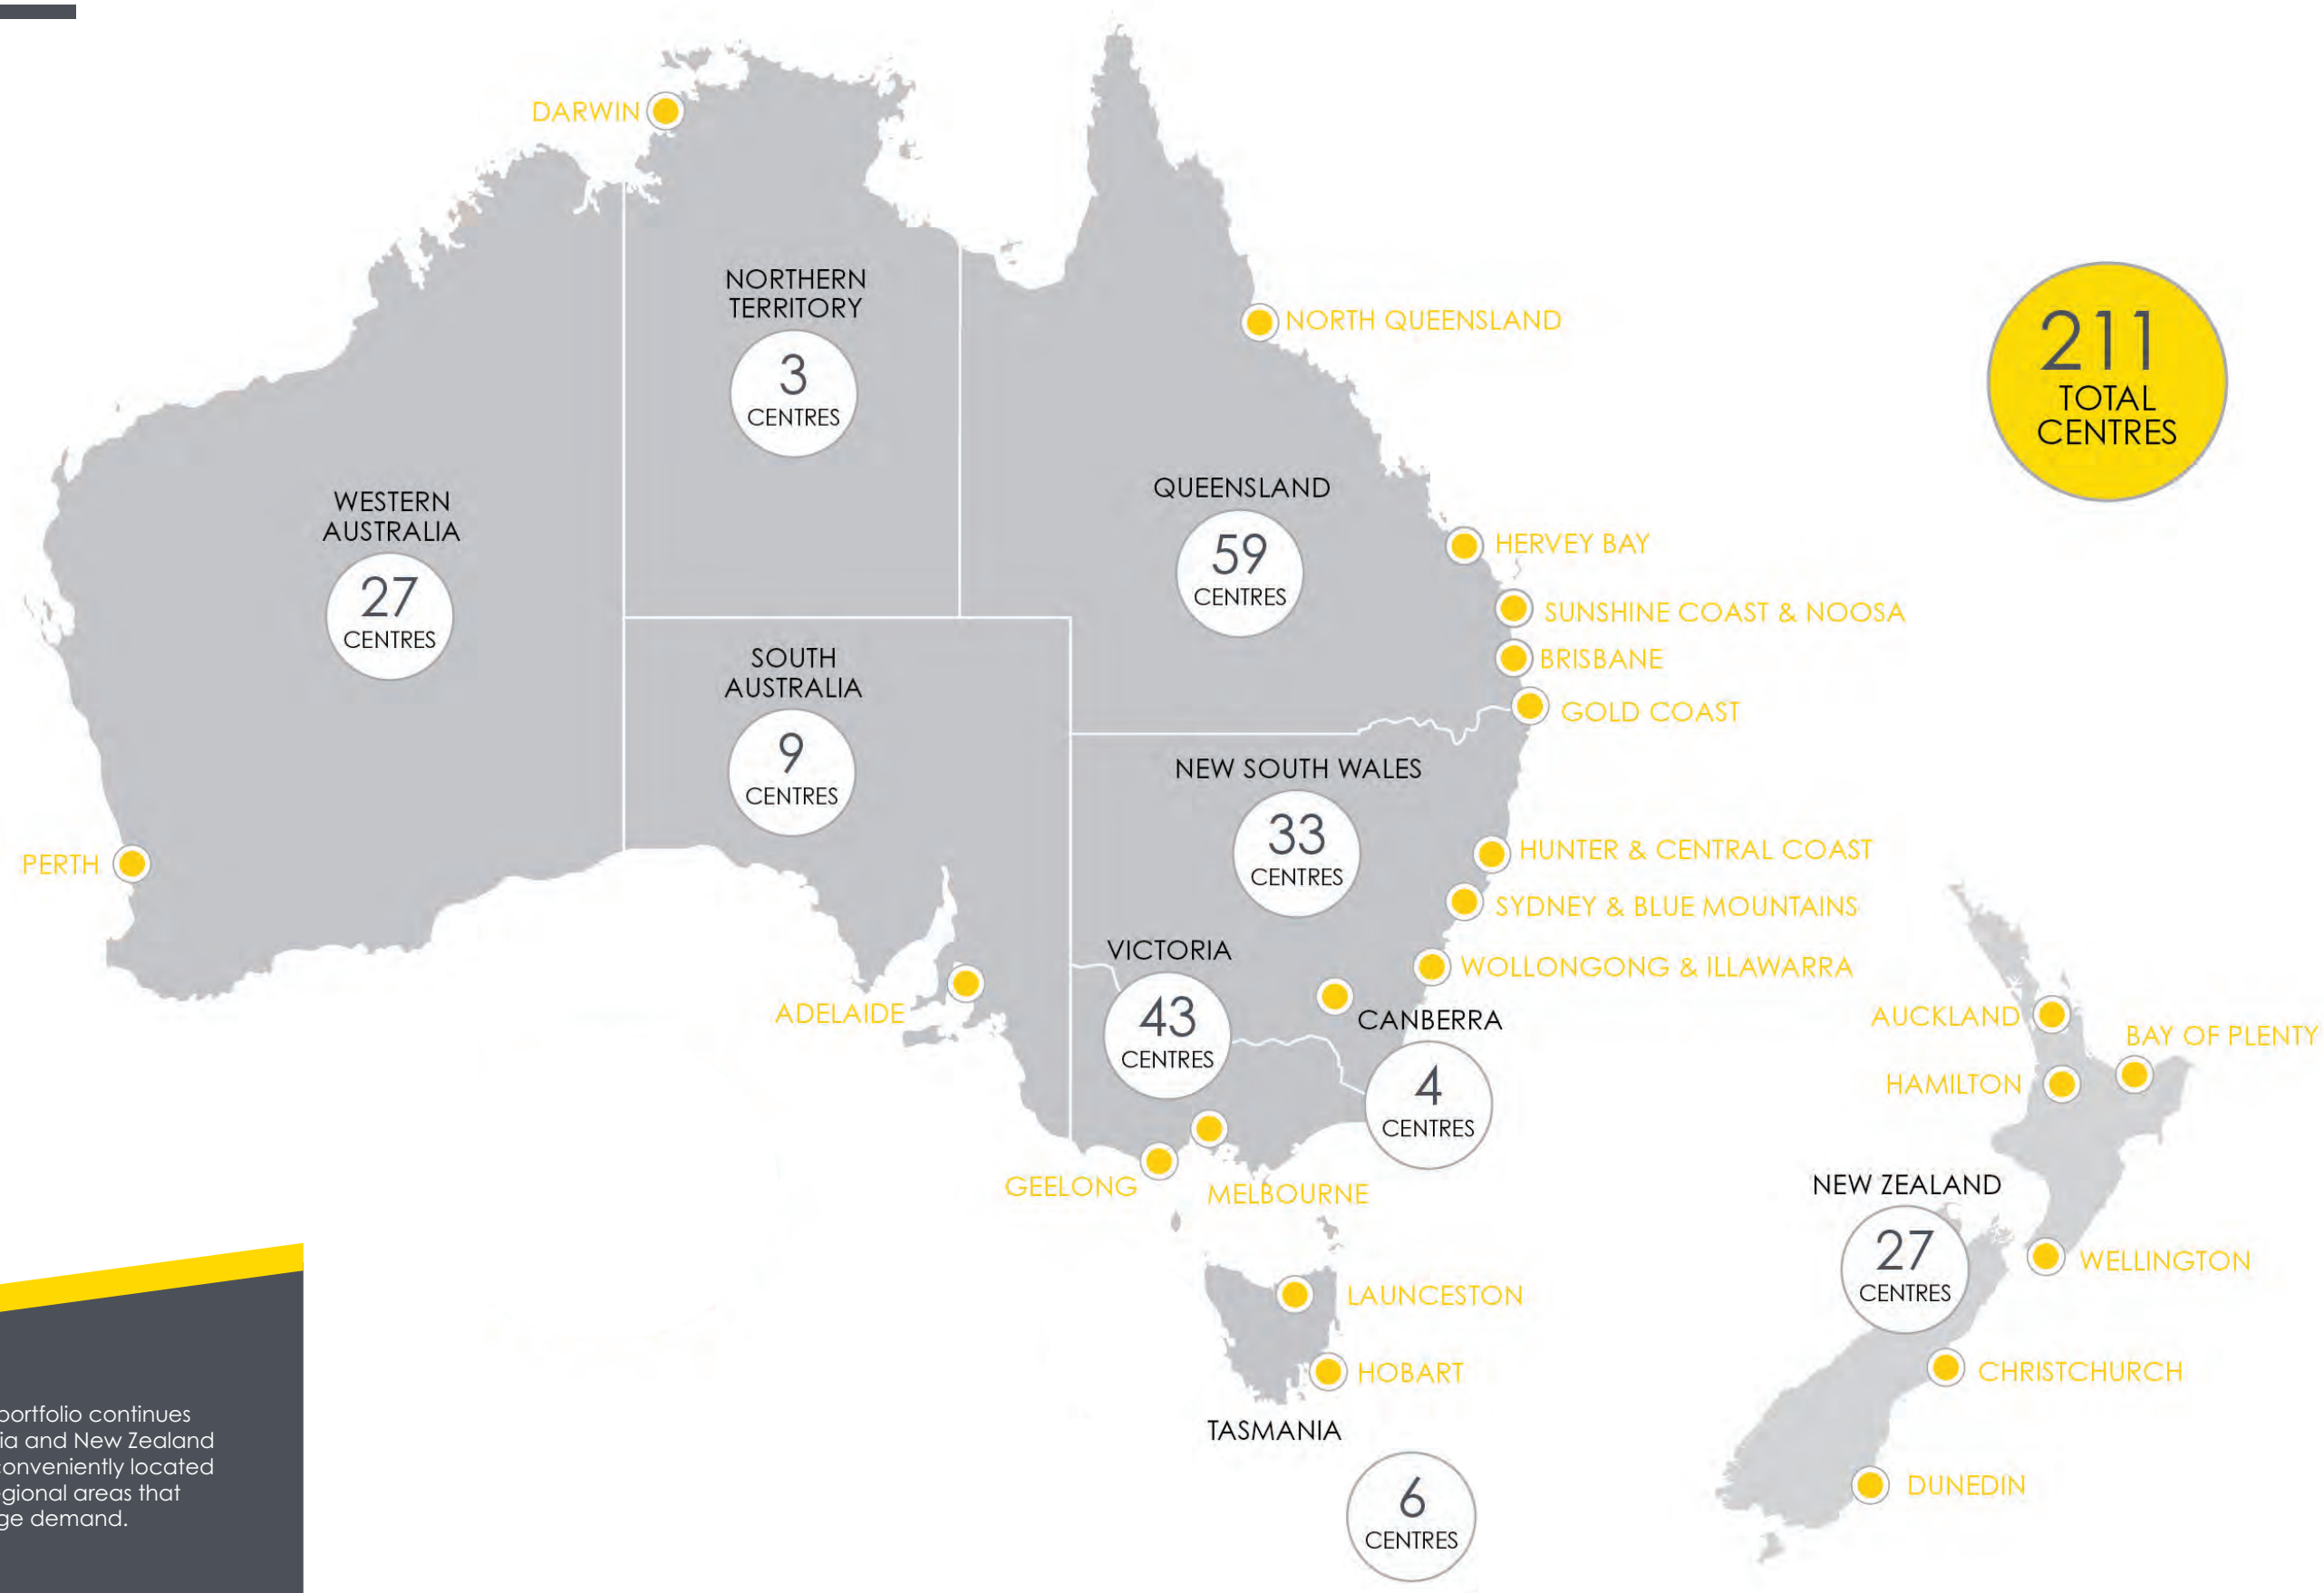 DARWIN
NORTHERN
TERRITORY
3
CENTRES
NORTH QUEENSLAND
211
TOTAL
CENTRES
WESTERN
AUSTRALIA
27
CENTRES
QUEENSLAND
59
CENTRES
HERVEY BAY
SUNSHINE COAST & NOOSA
BRISBANE
GOLD COAST
SOUTH
AUSTRALIA
9
CENTRES
NEW SOUTH WALES
33
CENTRES
HUNTER & CENTRAL COAST
SYDNEY & BLUE MOUNTAINS
WOLLONGONG & ILLAWARRA
PERTH
ADELAIDE
VICTORIA
43
CENTRES
CANBERRA
4
CENTRES
GEELONG
MELBOURNE
AUCKLAND
BAY OF PLENTY
HAMILTON
NEW ZEALAND
27
CENTRES
WELLINGTON
LAUNCESTON
HOBART
CHRISTCHURCH
TASMANIA
6
CENTRES
DUNEDIN
portfolio continues
ia and New Zealand
conveniently located
gional areas that
ge demand.